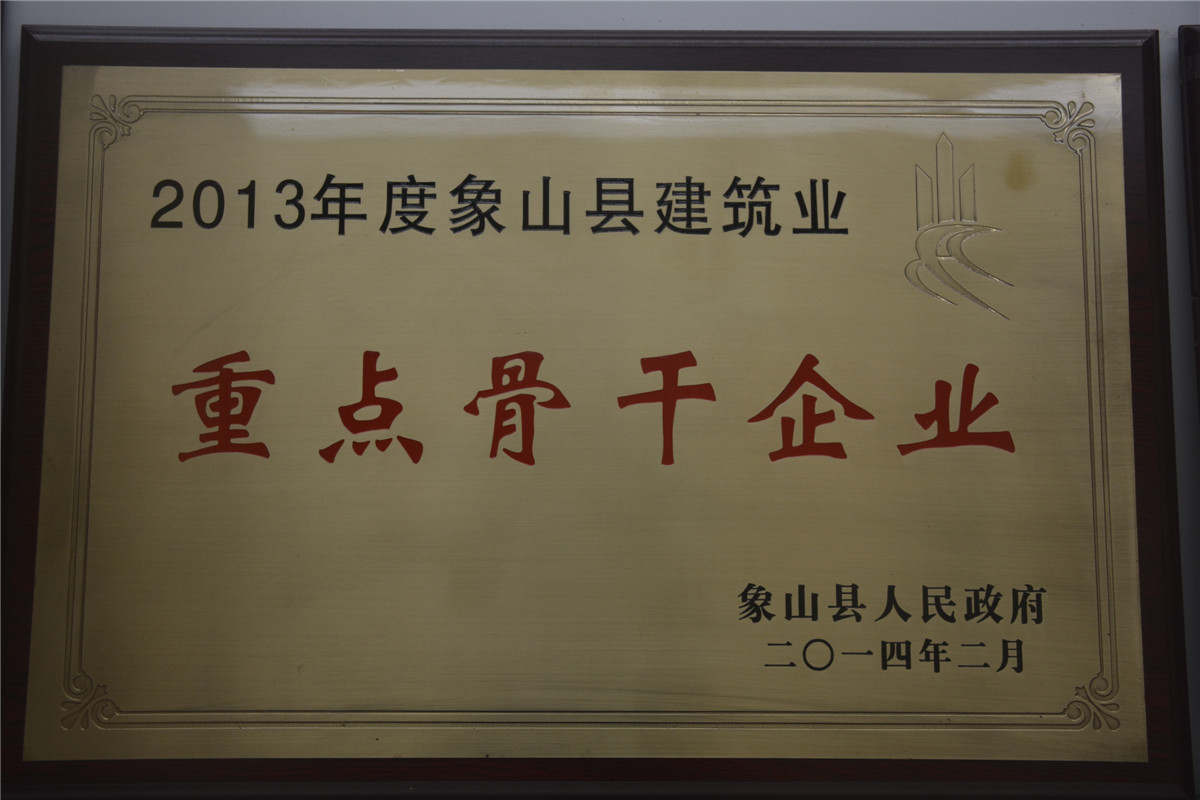 2013年度象山县建筑业
重点骨干企业
象山县人民政府
二〇一四年二月